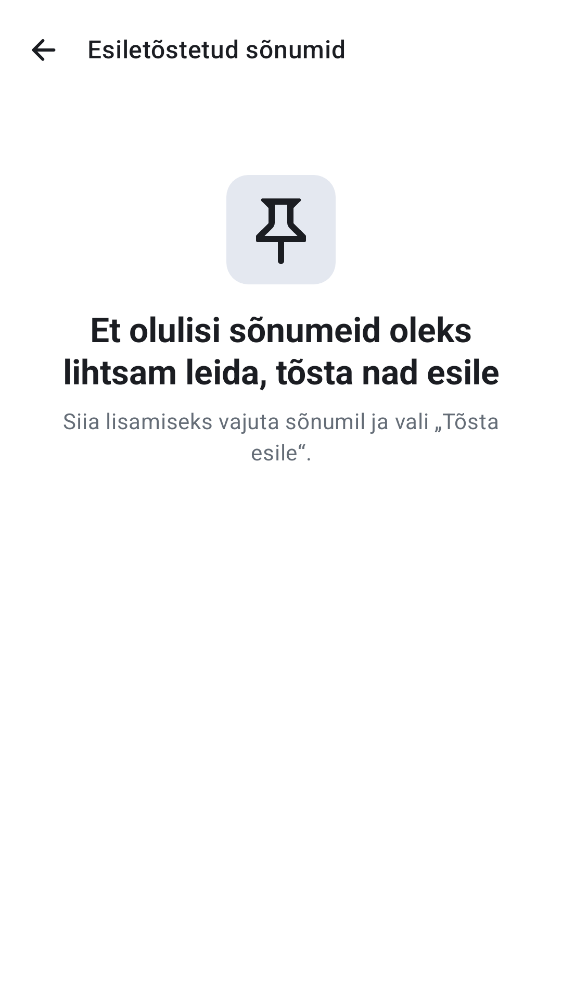 Esiletõstetud sõnumid
Et olulisi sõnumeid oleks
lihtsam leida, tõsta nad esile
Siia lisamiseks vajuta sõnumil ja vali „Tõsta
esile“.